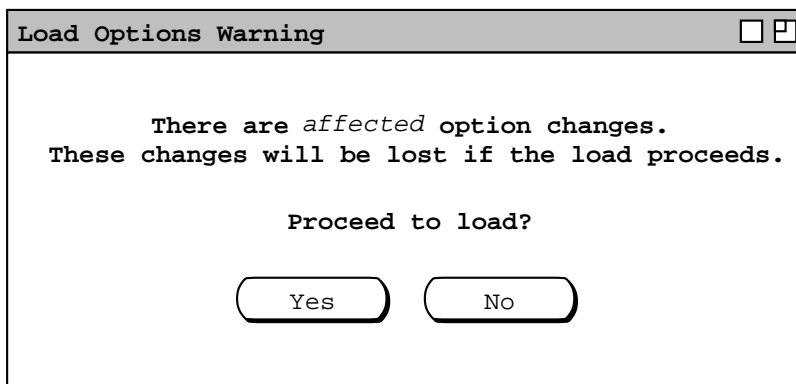 Load Options Warning
There are affected option changes.
These changes will be lost if the load proceeds.
Proceed to load?
Yes No